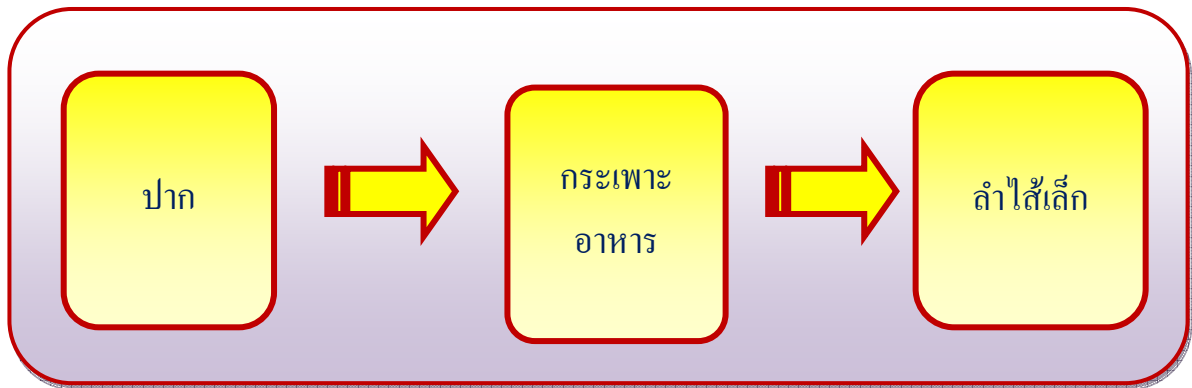 ปาก
กระเพาะ
อาหาร
ลำไส้เล็ก